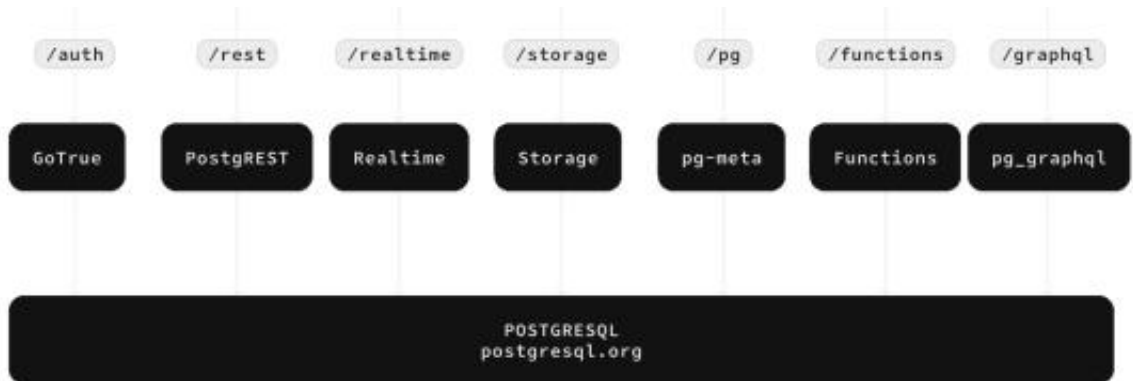 /auth /rest /realtime /storage /pg /functions /graphql
GoTrue PostgREST Realtime Storage pg-meta Functions pg_graphql
POSTGRESQL
postgresql.org